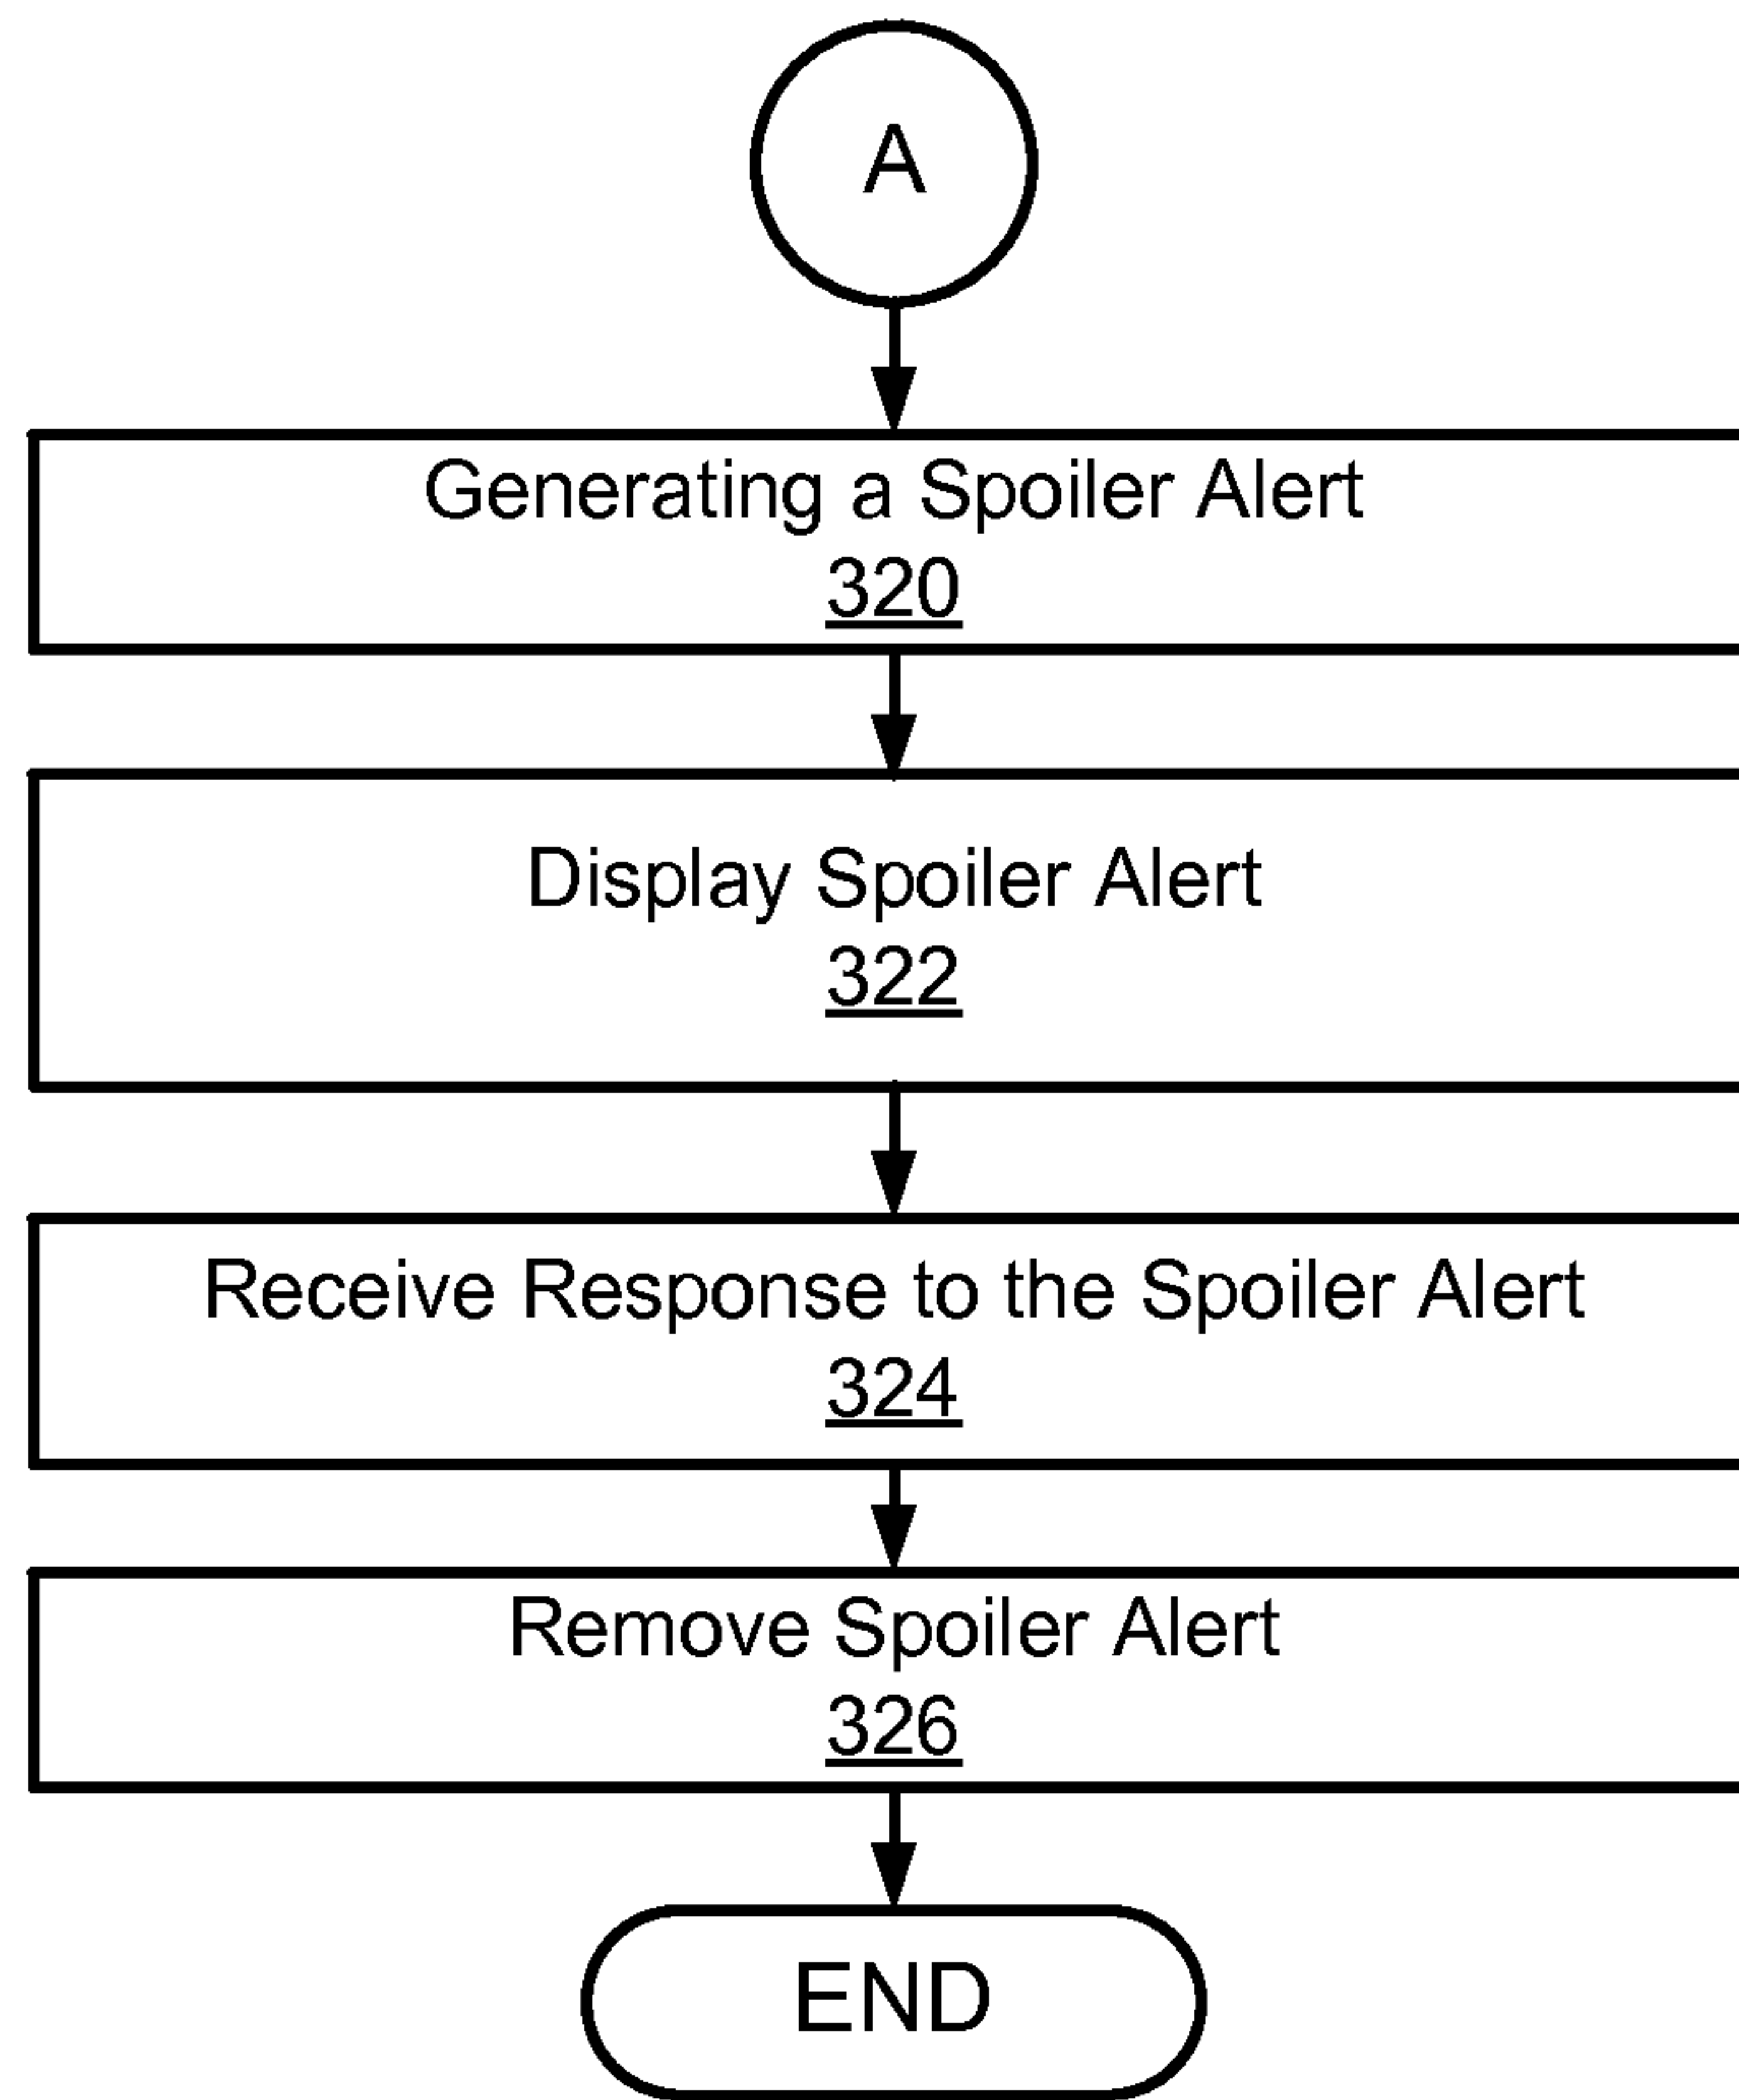 A
Generating a Spoiler Alert
320
Display Spoiler Alert
322
Receive Response to the Spoiler Alert
324
Remove Spoiler Alert
326
END